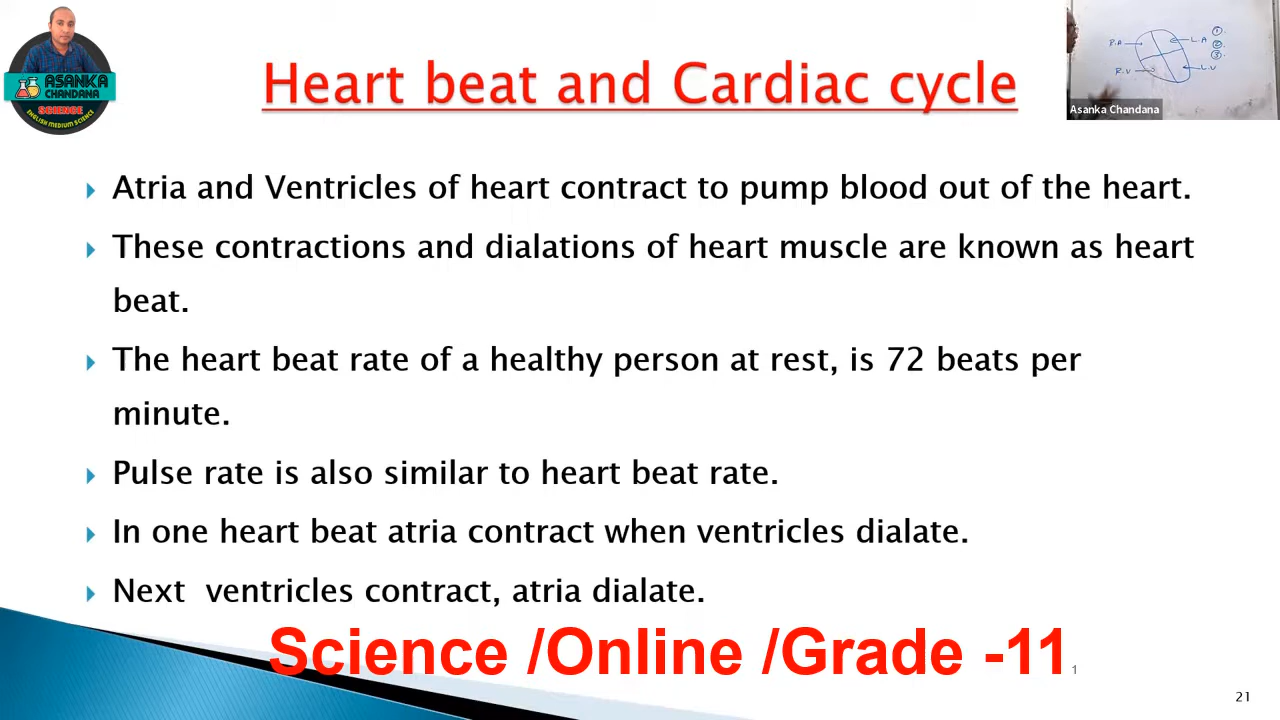 ASANKA
CHANDANA
SCIENCE
ENGLISH MEDIUM SCIENCE
Heart beat and Cardiac cycle
R.A
L.A
R.V
L.V
①.
②.
③.
Asanka Chandana
Atria and Ventricles of heart contract to pump blood out of the heart.
These contractions and dialations of heart muscle are known as heart
beat.
The heart beat rate of a healthy person at rest, is 72 beats per
minute.
Pulse rate is also similar to heart beat rate.
In one heart beat atria contract when ventricles dialate.
Next ventricles contract, atria dialate.
Science /Online /Grade -11
1
21